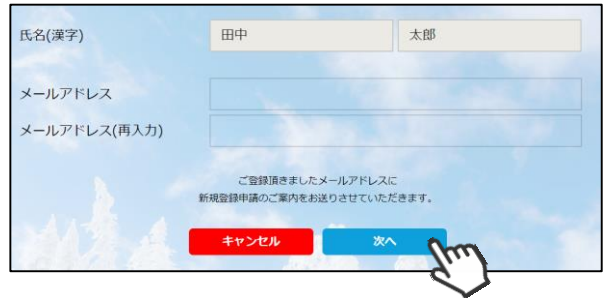 氏名(漢字) 田中 太郎
メールアドレス
メールアドレス(再入力)
ご登録頂きましたメールアドレスに
新規登録申請のご案内をお送りさせていただきます。
キャンセル 次へ